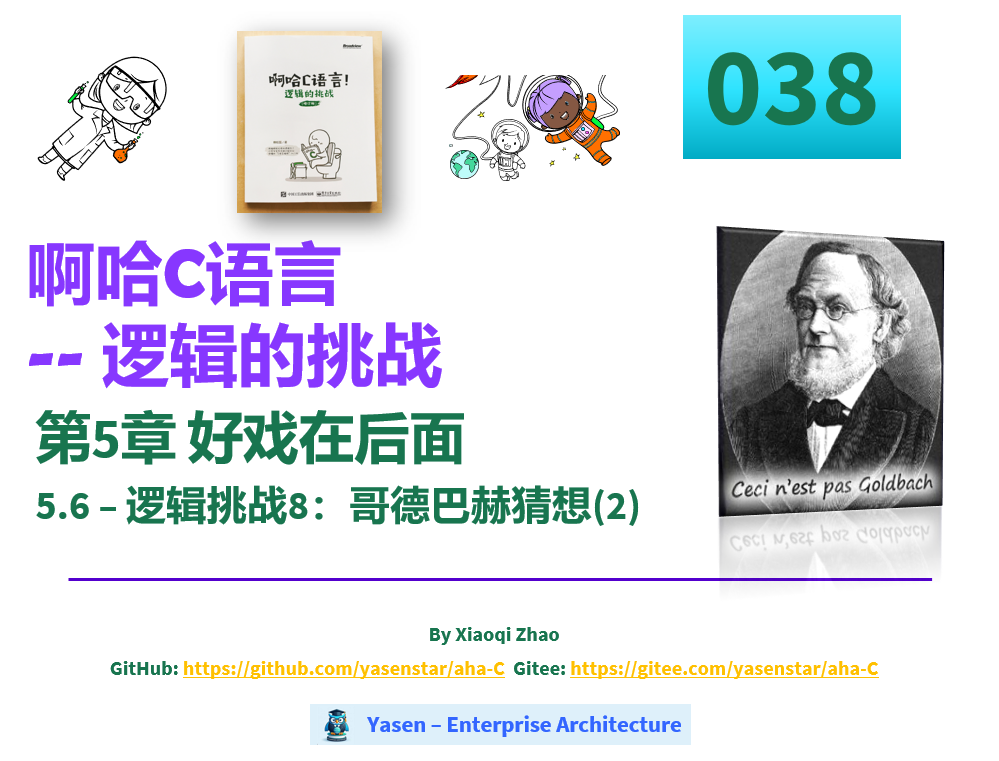 038
啊哈C语言!
逻辑的挑战
啊哈C语言
-- 逻辑的挑战
第5章 好戏在后面
5.6 – 逻辑挑战8：哥德巴赫猜想(2)
Ceci n'est pas Goldbach
By Xiaoqi Zhao
GitHub: https://github.com/yasenstar/aha-C Gitee: https://gitee.com/yasenstar/aha-C
Yasen – Enterprise Architecture